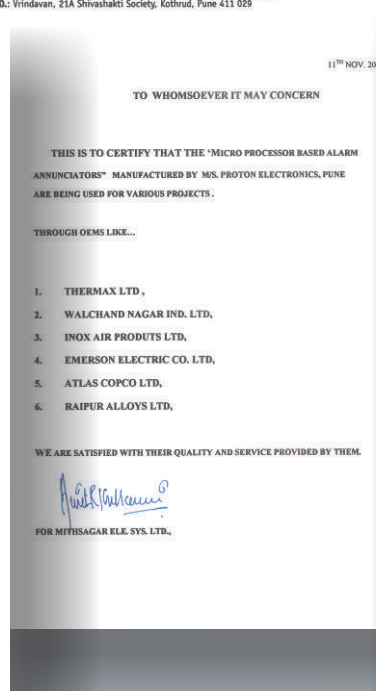 Vrindavan, 21A Shivashakti Society, Kothrud, Pune 411 029
11TH NOV. 20
TO WHOMSOEVER IT MAY CONCERN
THIS IS TO CERTIFY THAT THE "MICRO PROCESSOR BASED ALARM
ANNUNCIATORS" MANUFACTURED BY M/S. PROTON ELECTRONICS, PUNE
ARE BEING USED FOR VARIOUS PROJECTS .
THROUGH OEMS LIKE...
1. THERMAX LTD ,
2. WALCHAND NAGAR IND. LTD,
3. INOX AIR PRODUTS LTD,
4. EMERSON ELECTRIC CO. LTD,
5. ATLAS COPCO LTD,
6. RAIPUR ALLOYS LTD,
WE ARE SATISFIED WITH THEIR QUALITY AND SERVICE PROVIDED BY THEM.
FOR MITHSAGAR ELE. SYS. LTD.,